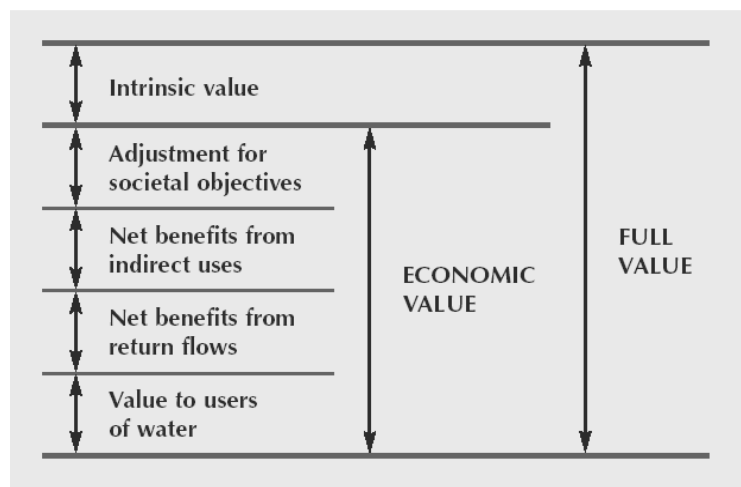 Intrinsic value
Adjustment for
societal objectives
Net benefits from
indirect uses
Net benefits from
return flows
Value to users
of water
ECONOMIC
VALUE
FULL
VALUE